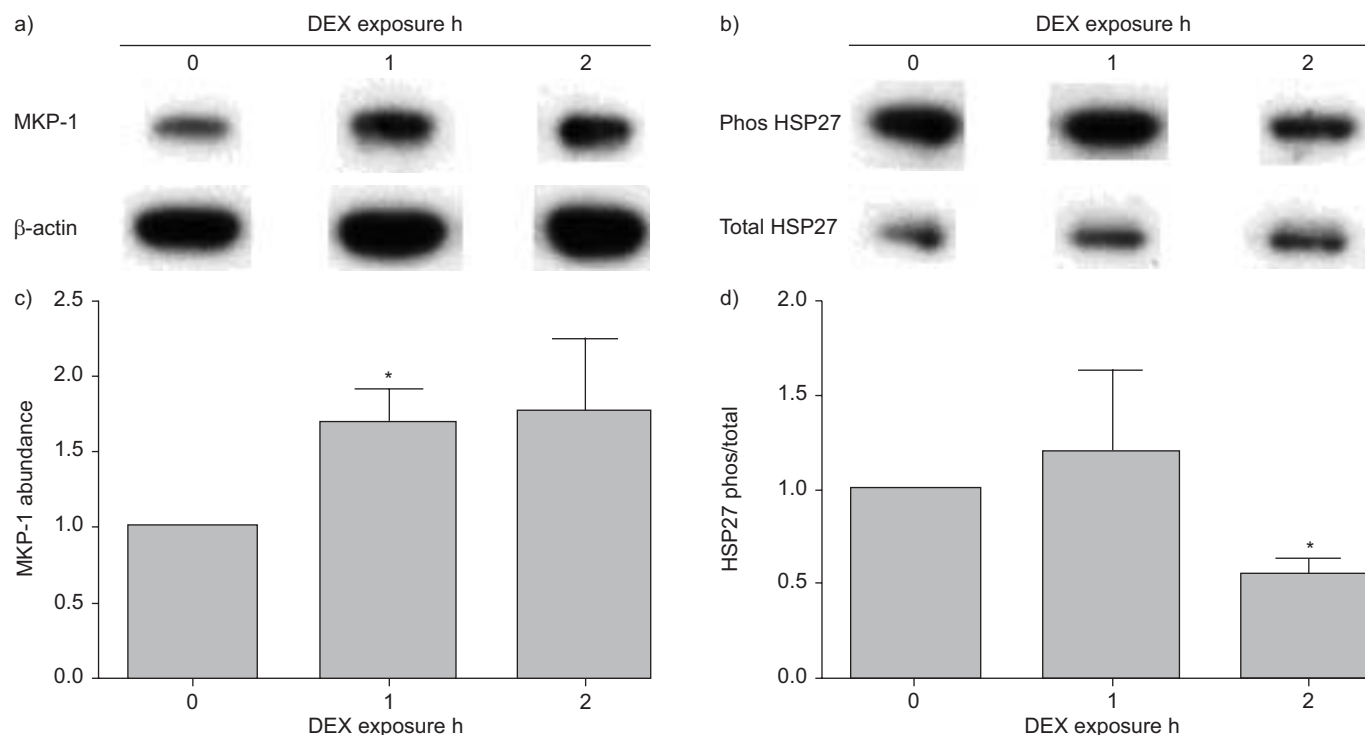 a)
DEX exposure h
0 1 2
MKP-1
β-actin
b)
DEX exposure h
0 1 2
Phos HSP27
Total HSP27
c)
MKP-1 abundance
2.5
2.0
1.5
1.0
0.5
0.0
*
0 1 2
DEX exposure h
d)
HSP27 phos/total
2.0
1.5
1.0
0.5
0.0
*
0 1 2
DEX exposure h